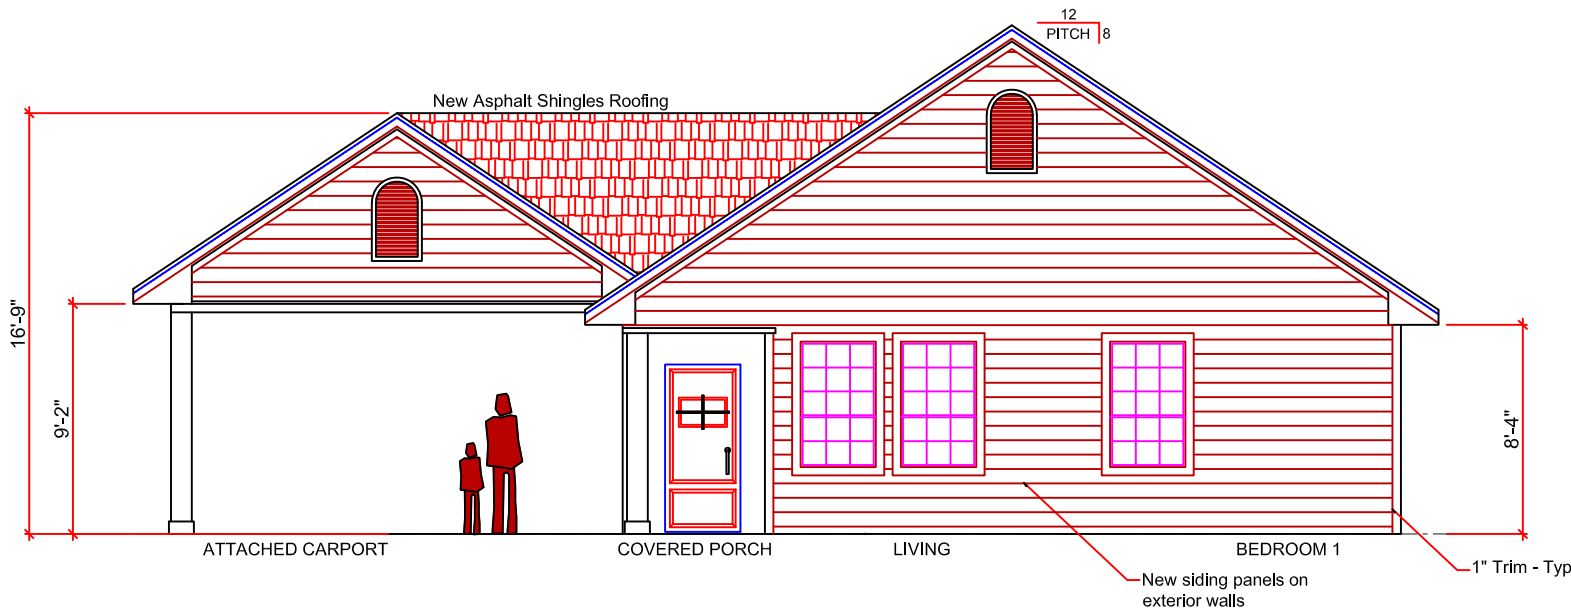 12
PITCH 8
New Asphalt Shingles Roofing
16'-9"
9'-2"
8'-4"
ATTACHED CARPORT
COVERED PORCH
LIVING
BEDROOM 1
1" Trim - Typ
New siding panels on
exterior walls